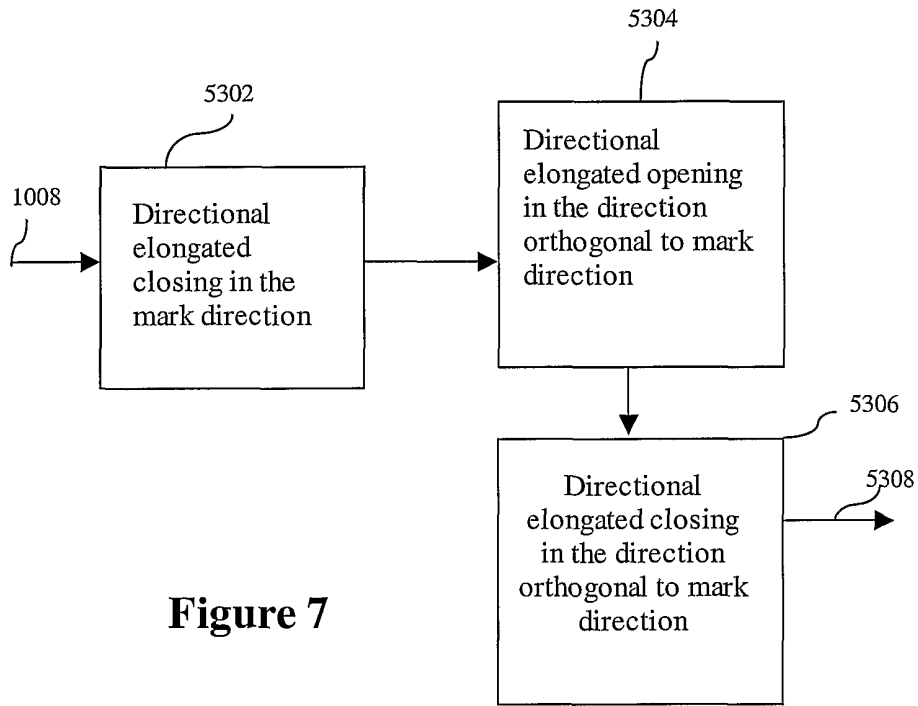 5304
5302
1008
Directional
elongated
closing in the
mark direction
Directional
elongated opening
in the direction
orthogonal to mark
direction
5306
5308
Directional
elongated closing
in the direction
orthogonal to mark
direction
Figure 7